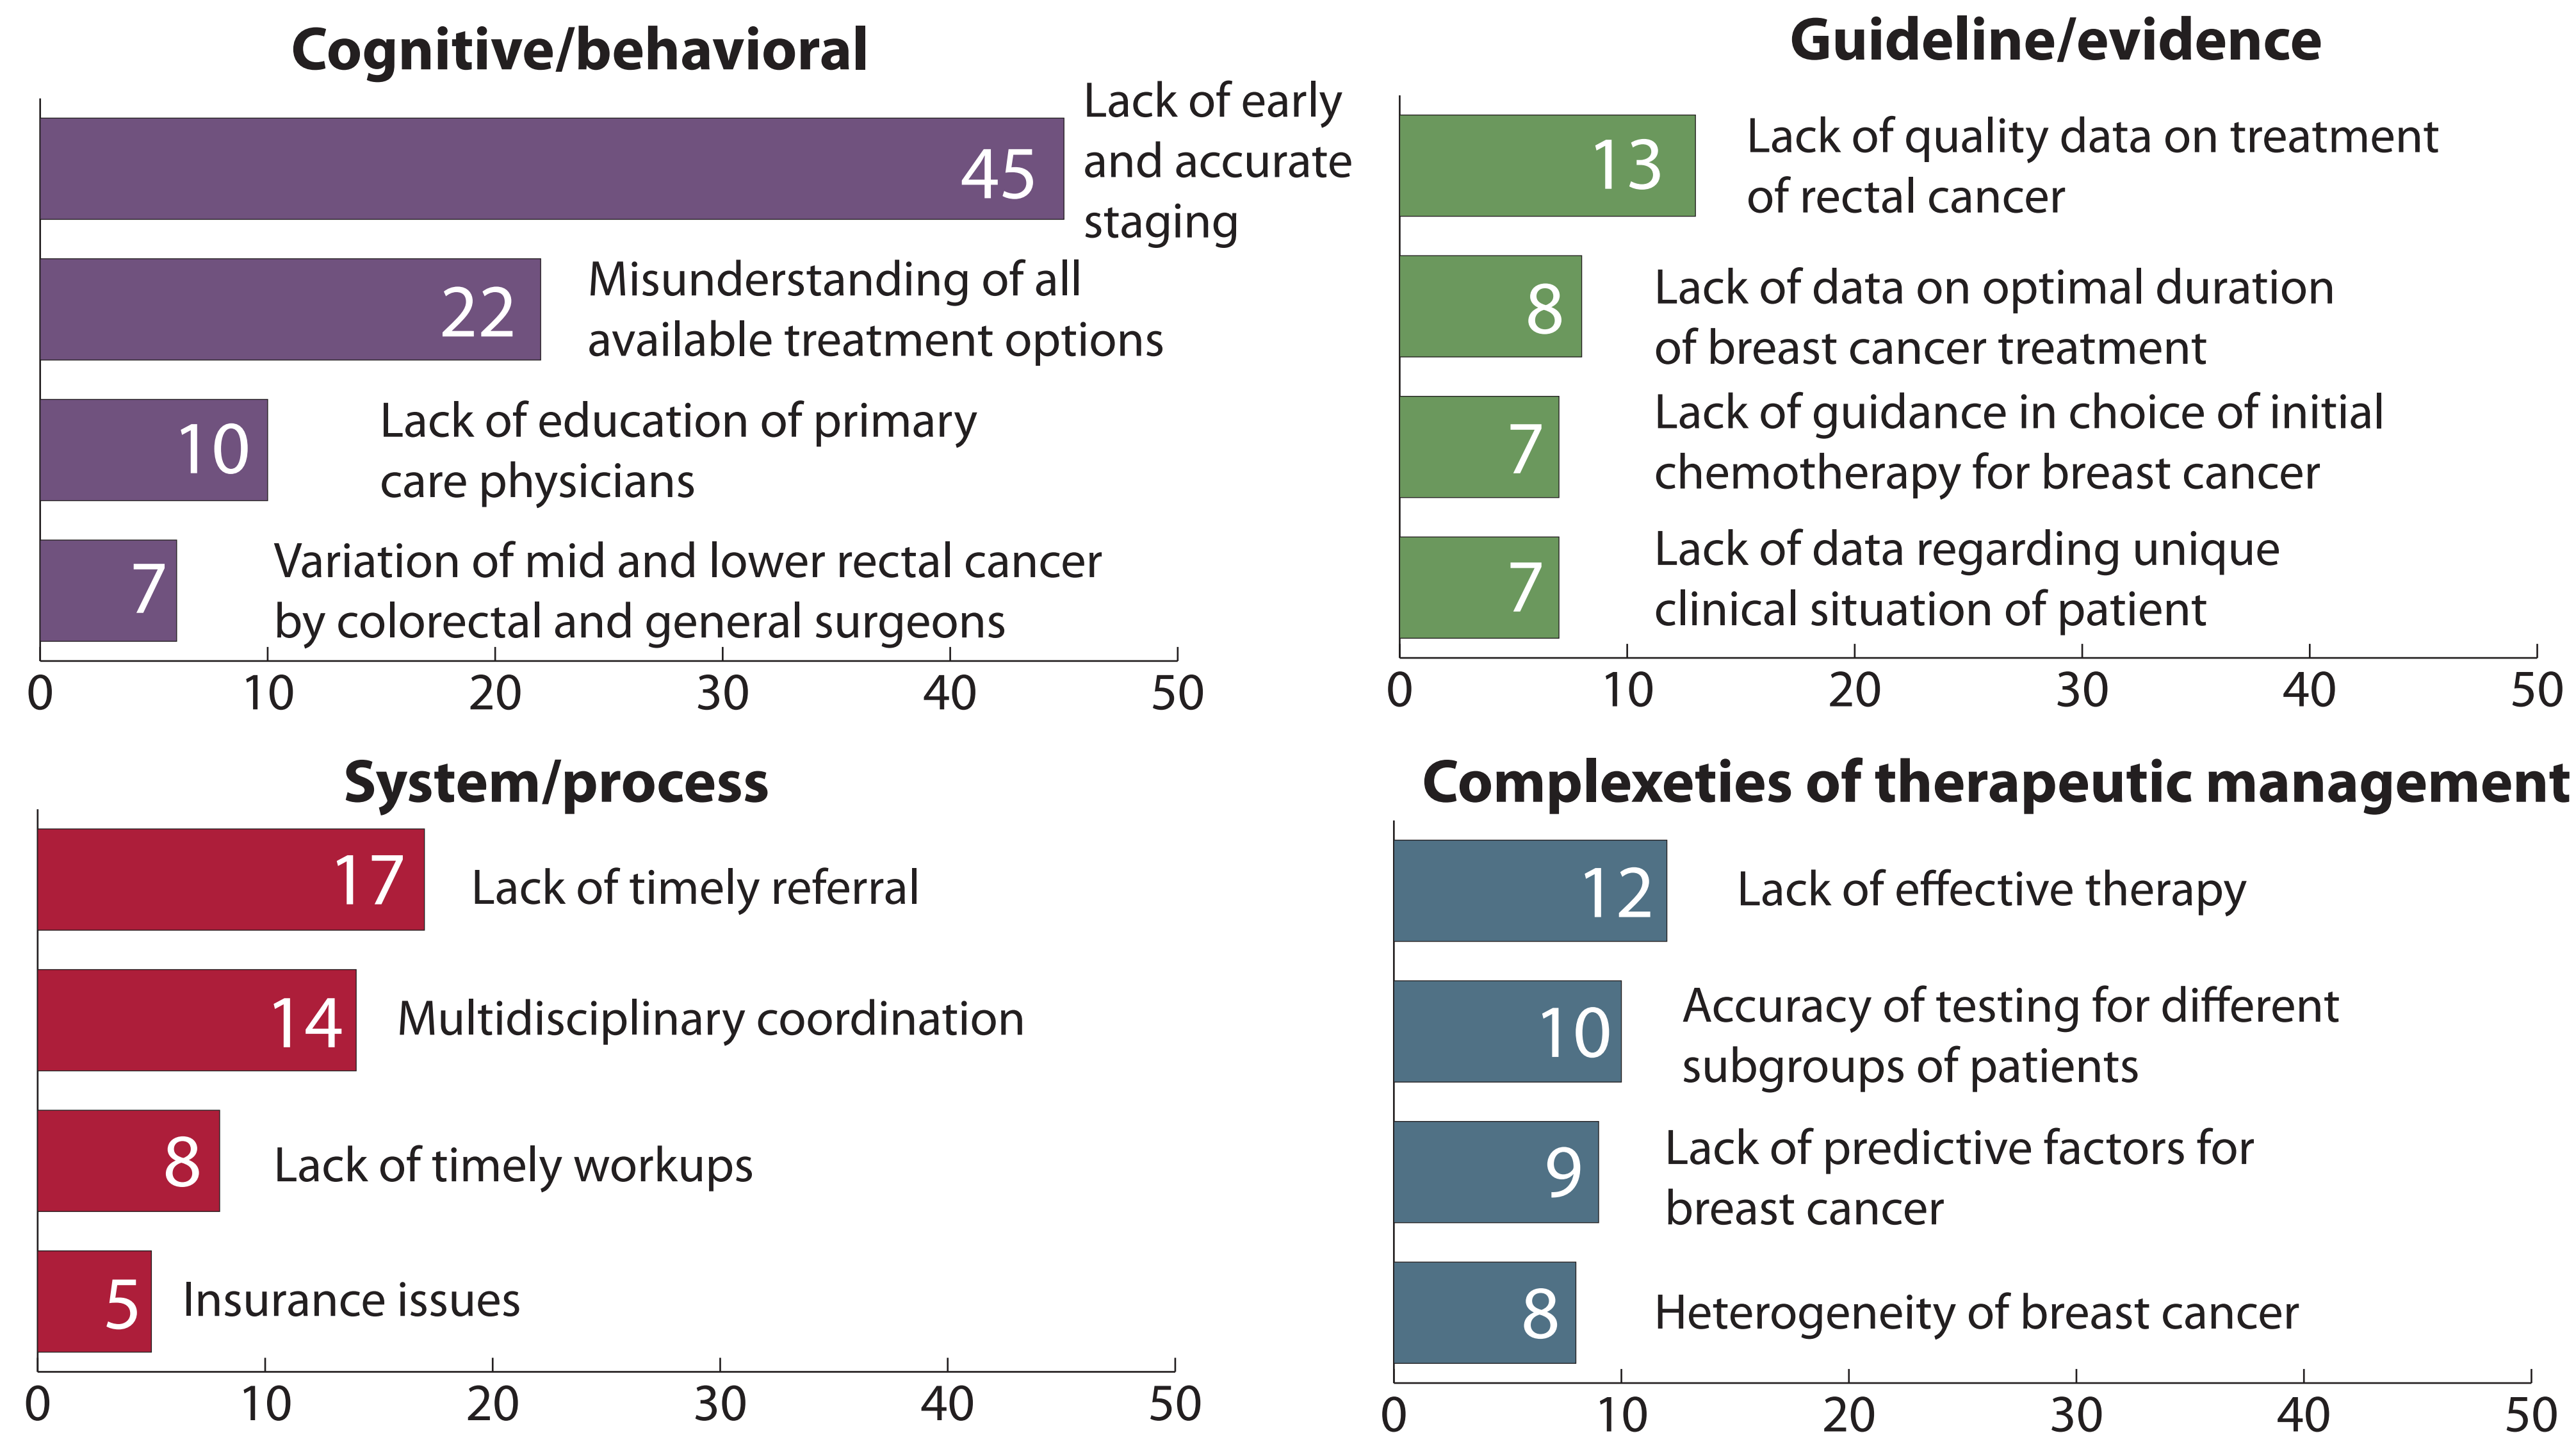 Cognitive/behavioral
45
Lack of early
and accurate
staging
22
Misunderstanding of all
available treatment options
10
Lack of education of primary
care physicians
7
Variation of mid and lower rectal cancer
by colorectal and general surgeons
0 10 20 30 40 50
Guideline/evidence
13
Lack of quality data on treatment
of rectal cancer
8
Lack of data on optimal duration
of breast cancer treatment
7
Lack of guidance in choice of initial
chemotherapy for breast cancer
7
Lack of data regarding unique
clinical situation of patient
0 10 20 30 40 50
System/process
17 Lack of timely referral
14 Multidisciplinary coordination
8 Lack of timely workups
5 Insurance issues
0 10 20 30 40 50
Complexeties of therapeutic management
12 Lack of effective therapy
10
Accuracy of testing for different
subgroups of patients
9
Lack of predictive factors for
breast cancer
8 Heterogeneity of breast cancer
0 10 20 30 40 50